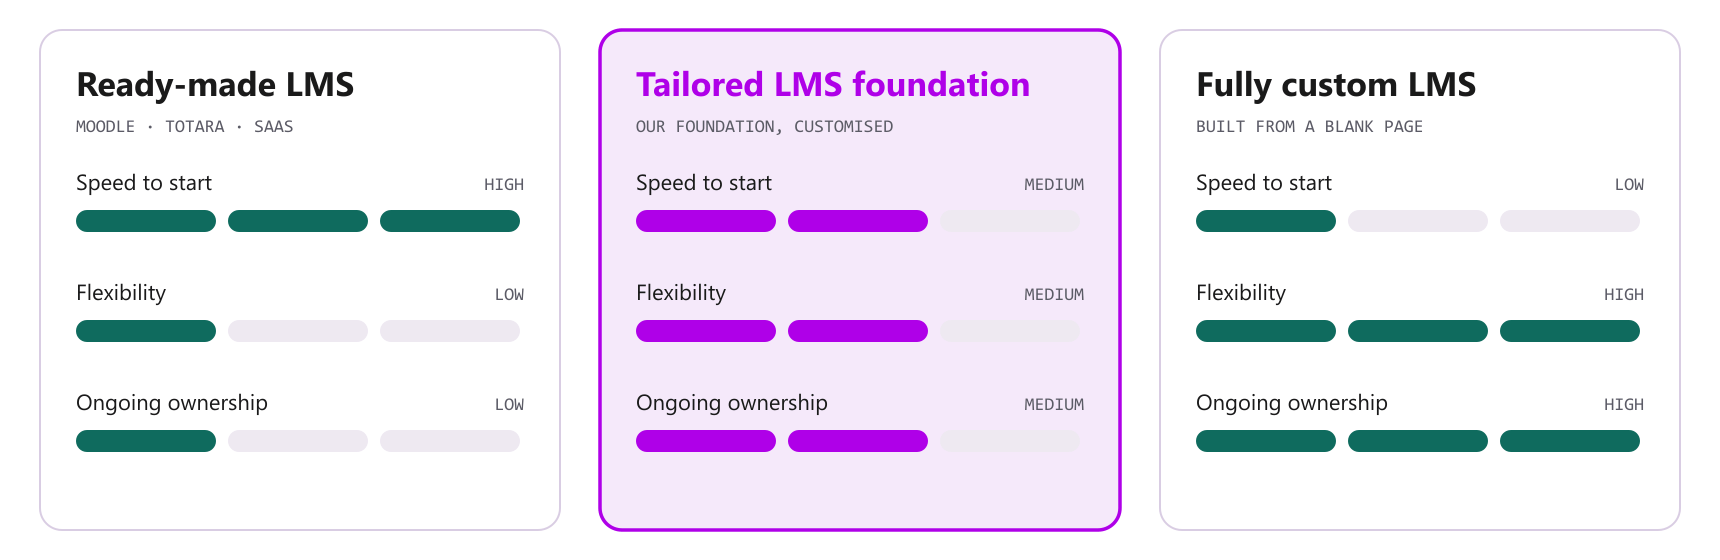 Ready-made LMS
MOODLE · TOTARA · SAAS
Speed to start HIGH
Flexibility LOW
Ongoing ownership LOW
Tailored LMS foundation
OUR FOUNDATION, CUSTOMISED
Speed to start MEDIUM
Flexibility MEDIUM
Ongoing ownership MEDIUM
Fully custom LMS
BUILT FROM A BLANK PAGE
Speed to start LOW
Flexibility HIGH
Ongoing ownership HIGH